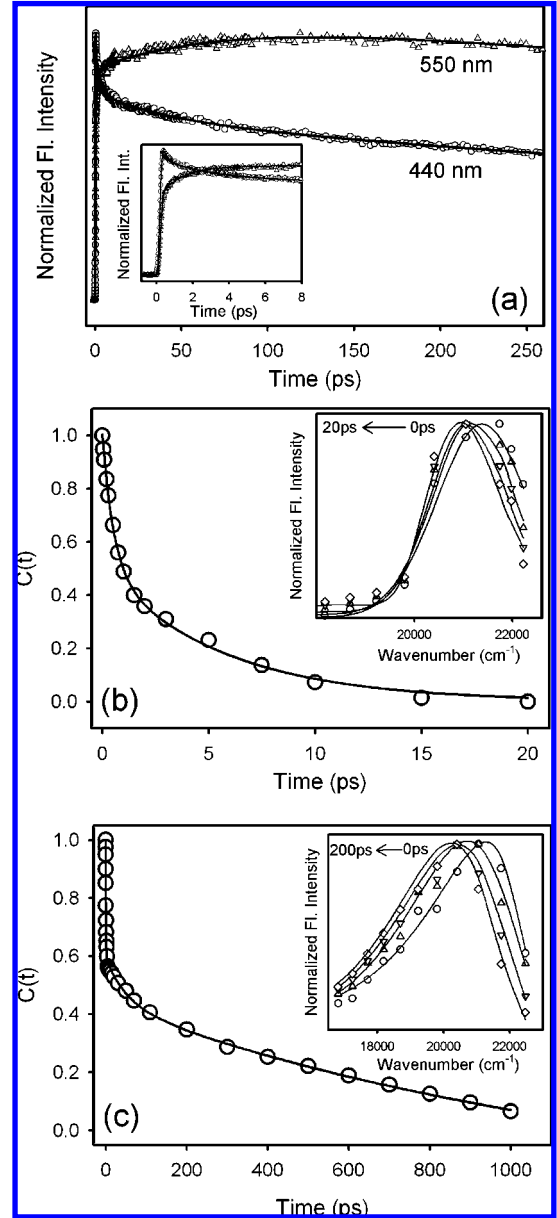 Normalized Fl. Intensity
550 nm
440 nm
Normalized Fl. Int.
0 2 4 6 8
Time (ps)
(a)
0 50 100 150 200 250
Time (ps)
C(t)
1.0
0.8
0.6
0.4
0.2
0.0
Normalized Fl. Intensity
20ps ← 0ps
20000 22000
Wavenumber (cm⁻¹)
(b)
0 5 10 15 20
Time (ps)
C(t)
1.0
0.8
0.6
0.4
0.2
0.0
Normalized Fl. Intensity
200ps ← 0ps
18000 20000 22000
Wavenumber (cm⁻¹)
(c)
0 200 400 600 800 1000
Time (ps)